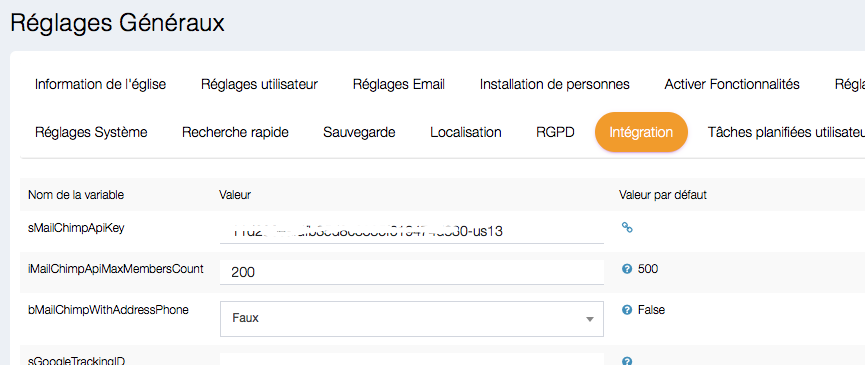 Réglages Généraux
Information de l'église Réglages utilisateur Réglages Email Installation de personnes Activer Fonctionnalités Régla
Réglages Système Recherche rapide Sauvegarde Localisation RGPD Intégration Tâches planifiées utilisateu
Nom de la variable Valeur Valeur par défaut
sMailChimpApiKey -us13
iMailChimpApiMaxMembersCount 200 500
bMailChimpWithAddressPhone Faux False
sGoogleTrackingID